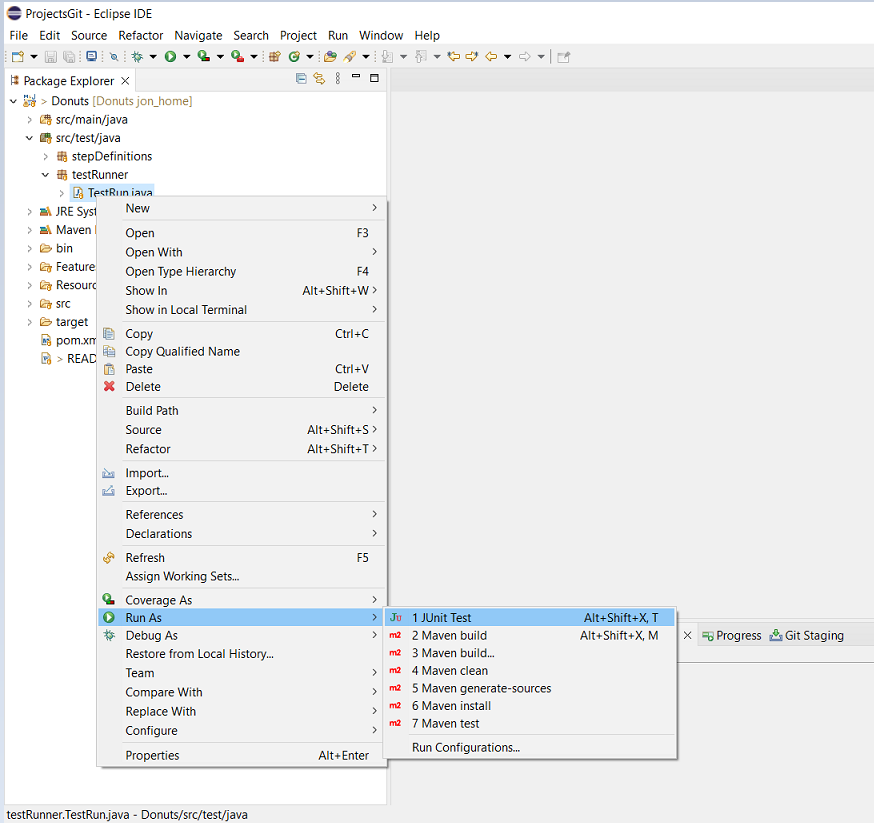 ProjectsGit - Eclipse IDE
File Edit Source Refactor Navigate Search Project Run Window Help
Package Explorer
> Donuts [Donuts jon_home]
src/main/java
src/test/java
stepDefinitions
testRunner
TestRun.java
JRE Syst
Maven
bin
Feature
Resourc
src
target
pom.xm
> READ
New
Open F3
Open With
Open Type Hierarchy F4
Show In Alt+Shift+W
Show in Local Terminal
Copy Ctrl+C
Copy Qualified Name
Paste Ctrl+V
Delete Delete
Build Path
Source Alt+Shift+S
Refactor Alt+Shift+T
Import...
Export...
References
Declarations
Refresh F5
Assign Working Sets...
Coverage As
Run As
Debug As
Restore from Local History...
Team
Compare With
Replace With
Configure
Properties Alt+Enter
Ju 1 JUnit Test Alt+Shift+X, T
m2 2 Maven build Alt+Shift+X, M
m2 3 Maven build...
m2 4 Maven clean
m2 5 Maven generate-sources
m2 6 Maven install
m2 7 Maven test
Run Configurations...
Progress Git Staging
testRunner.TestRun.java - Donuts/src/test/java